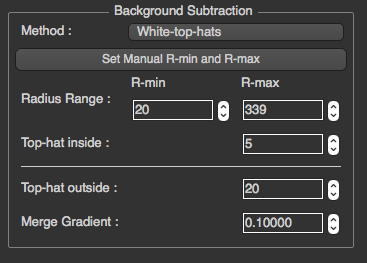 Background Subtraction
Method : White-top-hats
Set Manual R-min and R-max
R-min R-max
Radius Range : 20 339
Top-hat inside : 5
Top-hat outside : 20
Merge Gradient : 0.10000